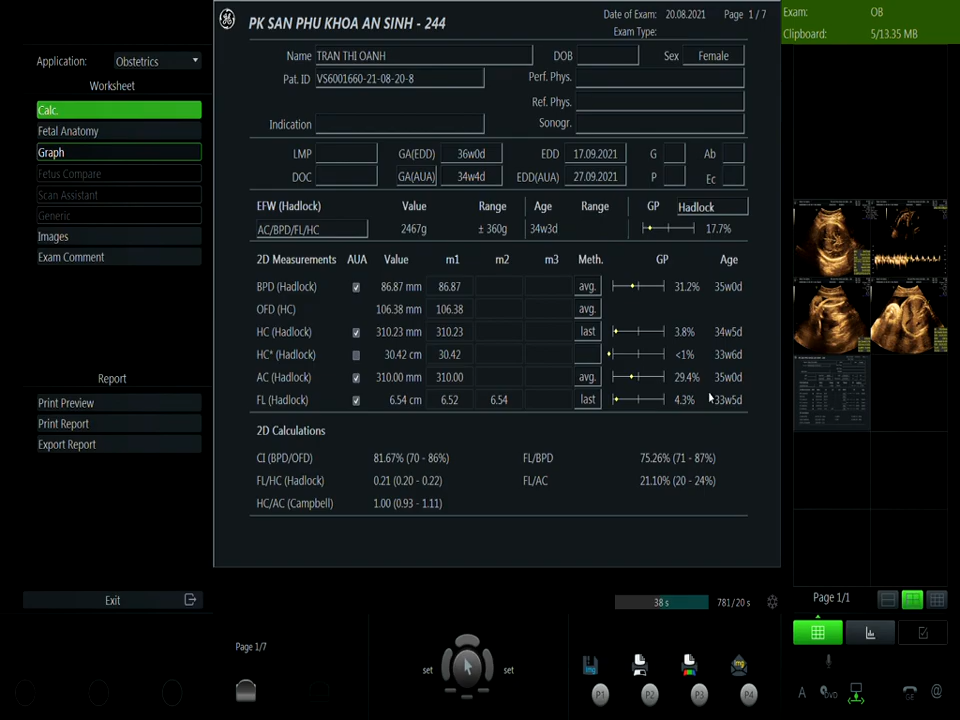 PK SAN PHU KHOA AN SINH - 244
Date of Exam: 20.08.2021 Page 1 / 7
Exam Type:
Exam: OB
Clipboard: 5/13.35 MB
Application: Obstetrics
Worksheet
Calc.
Fetal Anatomy
Graph
Fetus Compare
Scan Assistant
Generic
Images
Exam Comment
Report
Print Preview
Print Report
Export Report
Exit
Name TRAN THI OANH DOB Sex Female
Pat. ID VS6001660-21-08-20-8 Perf. Phys.
Ref. Phys.
Indication Sonogr.
LMP GA(EDD) 36w0d EDD 17.09.2021 G Ab
DOC GA(AUA) 34w4d EDD(AUA) 27.09.2021 P Ec
EFW (Hadlock) Value Range Age Range GP Hadlock
AC/BPD/FL/HC 2467g ± 360g 34w3d 17.7%
2D Measurements AUA Value m1 m2 m3 Meth. GP Age
BPD (Hadlock) 86.87 mm 86.87 avg. 31.2% 35w0d
OFD (HC) 106.38 mm 106.38 avg.
HC (Hadlock) 310.23 mm 310.23 last 3.8% 34w5d
HC* (Hadlock) 30.42 cm 30.42 <1% 33w6d
AC (Hadlock) 310.00 mm 310.00 avg. 29.4% 35w0d
FL (Hadlock) 6.54 cm 6.52 6.54 last 4.3% 33w5d
2D Calculations
CI (BPD/OFD) 81.67% (70 - 86%) FL/BPD 75.26% (71 - 87%)
FL/HC (Hadlock) 0.21 (0.20 - 0.22) FL/AC 21.10% (20 - 24%)
HC/AC (Campbell) 1.00 (0.93 - 1.11)
38 s 781/20 s
Page 1/1
Page 1/7
set set
P1 P2 P3 P4
Img
A DVD @